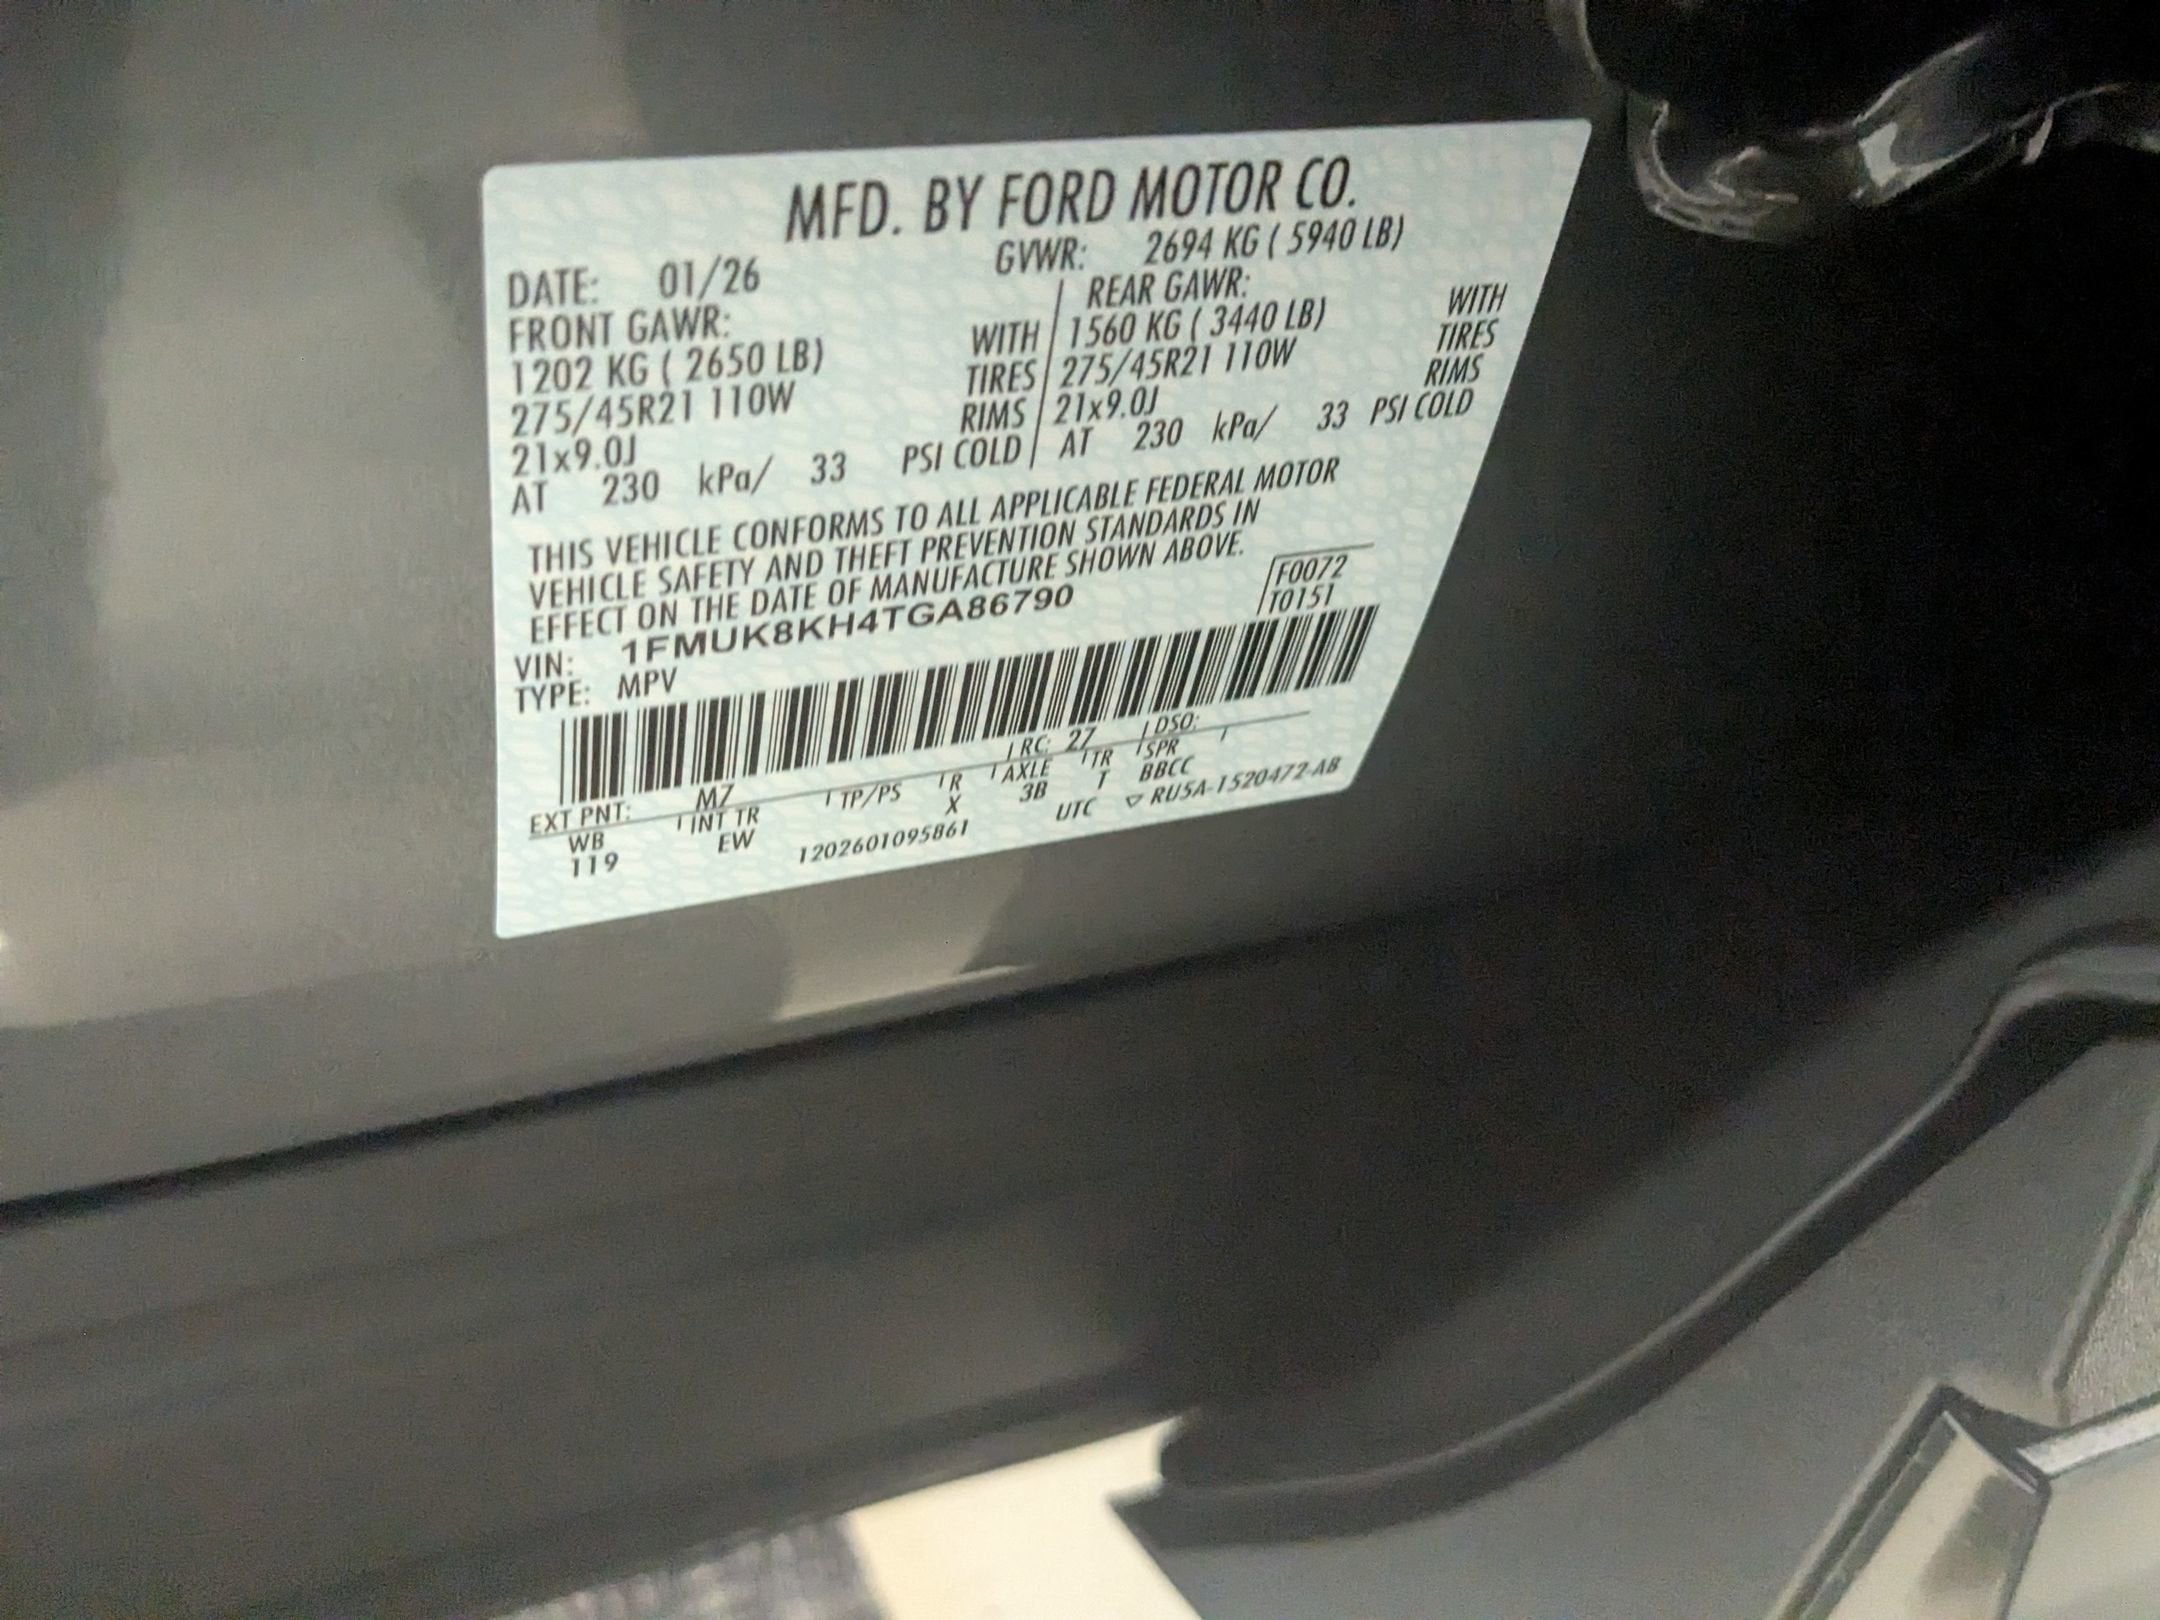 MFD. BY FORD MOTOR CO.
DATE: 01/26 GVWR: 2694 KG ( 5940 LB)
FRONT GAWR: REAR GAWR:
1202 KG ( 2650 LB) WITH 1560 KG ( 3440 LB) WITH
275/45R21 110W TIRES 275/45R21 110W TIRES
21x9.0J RIMS 21x9.0J RIMS
AT 230 kPa/ 33 PSI COLD AT 230 kPa/ 33 PSI COLD
THIS VEHICLE CONFORMS TO ALL APPLICABLE FEDERAL MOTOR
VEHICLE SAFETY AND THEFT PREVENTION STANDARDS IN
EFFECT ON THE DATE OF MANUFACTURE SHOWN ABOVE.
VIN: 1FMUK8KH4TGA86790 F0072
TYPE: MPV T0151
EXT PNT: M7 RC: 27 DSO:
WB INT TR TP/PS R AXLE TR SPR
119 EW X 3B T BBCC
1202601095861 UTC ▽ RU5A-1520472-AB